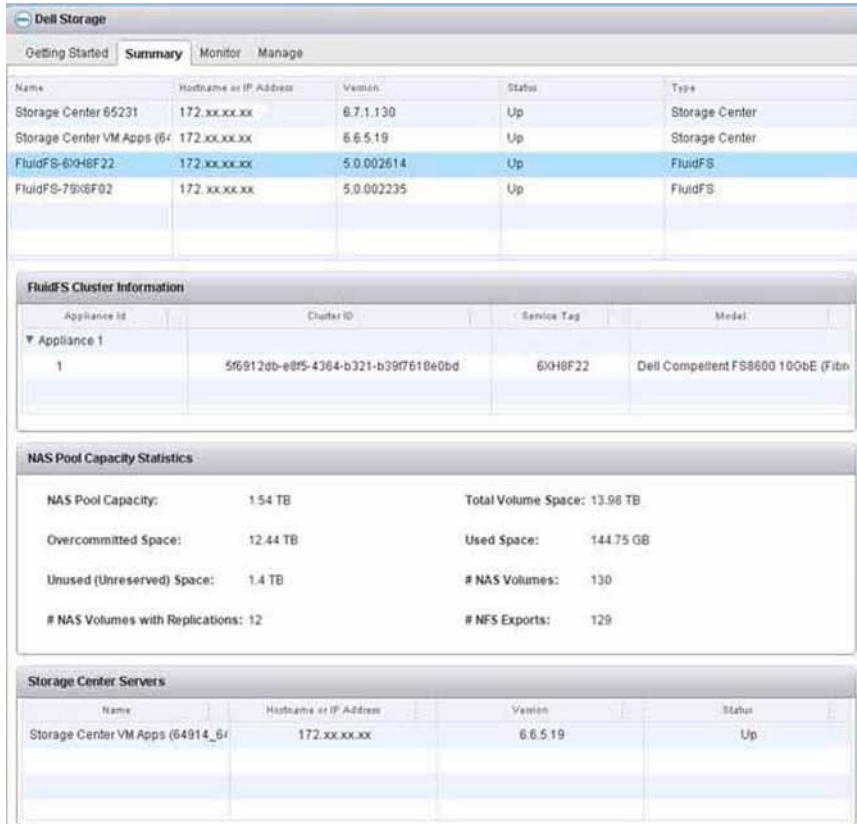 Dell Storage
Getting Started Summary Monitor Manage
Name Hostname or IP Address Version Status Type
Storage Center 65231 172.xx.xx.xx 6.7.1.130 Up Storage Center
Storage Center VM Apps (64 172.xx.xx.xx 6.6.5.19 Up Storage Center
FluidFS-6XH8F22 172.xx.xx.xx 5.0.002614 Up FluidFS
FluidFS-79X6F02 172.xx.xx.xx 5.0.002235 Up FluidFS
FluidFS Cluster Information
Appliance Id Cluster ID Service Tag Model
▼ Appliance 1
1 5f6912db-e8f5-4364-b321-b39f7618e0bd 6XH8F22 Dell Compellent FS8600 10GbE (Fibr
NAS Pool Capacity Statistics
NAS Pool Capacity: 1.54 TB Total Volume Space: 13.98 TB
Overcommitted Space: 12.44 TB Used Space: 144.75 GB
Unused (Unreserved) Space: 1.4 TB # NAS Volumes: 130
# NAS Volumes with Replications: 12 # NFS Exports: 129
Storage Center Servers
Name Hostname or IP Address Version Status
Storage Center VM Apps (64914_64 172.xx.xx.xx 6.6.5.19 Up